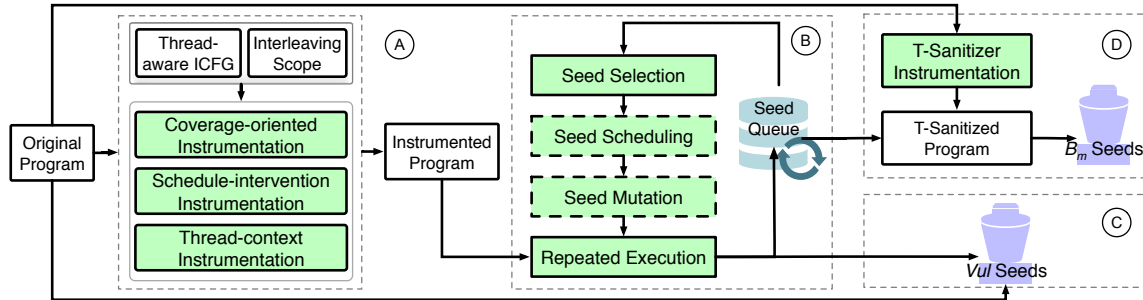 Original
Program
Thread-
aware ICFG
Interleaving
Scope
A
Coverage-oriented
Instrumentation
Schedule-intervention
Instrumentation
Thread-context
Instrumentation
Instrumented
Program
B
Seed Selection
Seed Scheduling
Seed Mutation
Repeated Execution
Seed
Queue
D
T-Sanitizer
Instrumentation
T-Sanitized
Program
Bm Seeds
C
Vul Seeds